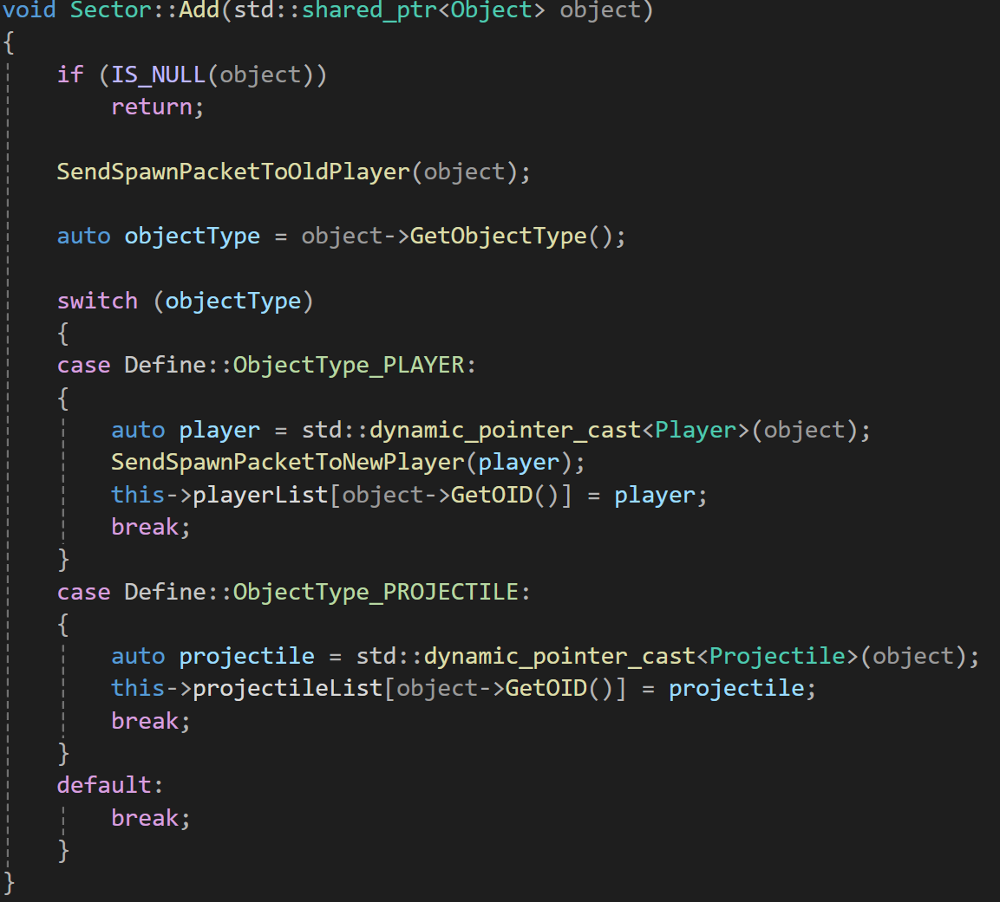 void Sector::Add(std::shared_ptr<Object> object)
{
    if (IS_NULL(object))
        return;
    SendSpawnPacketToOldPlayer(object);
    auto objectType = object->GetObjectType();
    switch (objectType)
    {
    case Define::ObjectType_PLAYER:
    {
        auto player = std::dynamic_pointer_cast<Player>(object);
        SendSpawnPacketToNewPlayer(player);
        this->playerList[object->GetOID()] = player;
        break;
    }
    case Define::ObjectType_PROJECTILE:
    {
        auto projectile = std::dynamic_pointer_cast<Projectile>(object);
        this->projectileList[object->GetOID()] = projectile;
        break;
    }
    default:
        break;
    }
}